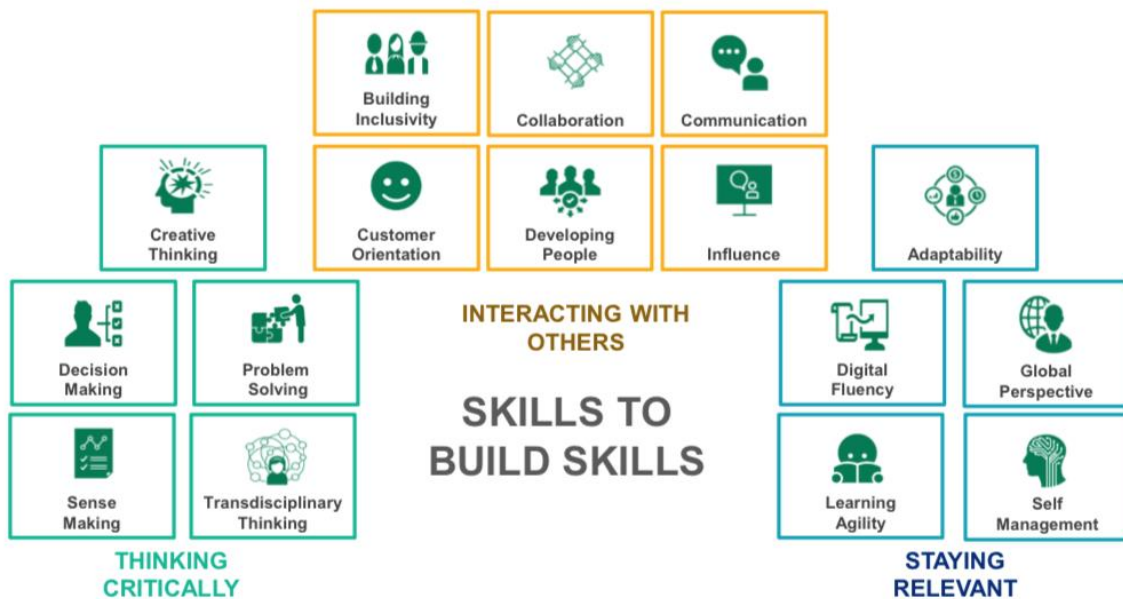 Building
Inclusivity
Collaboration
Communication
Creative
Thinking
Customer
Orientation
Developing
People
Influence
Adaptability
INTERACTING WITH
OTHERS
Decision
Making
Problem
Solving
Digital
Fluency
Global
Perspective
SKILLS TO
BUILD SKILLS
Sense
Making
Transdisciplinary
Thinking
Learning
Agility
Self
Management
THINKING
CRITICALLY
STAYING
RELEVANT